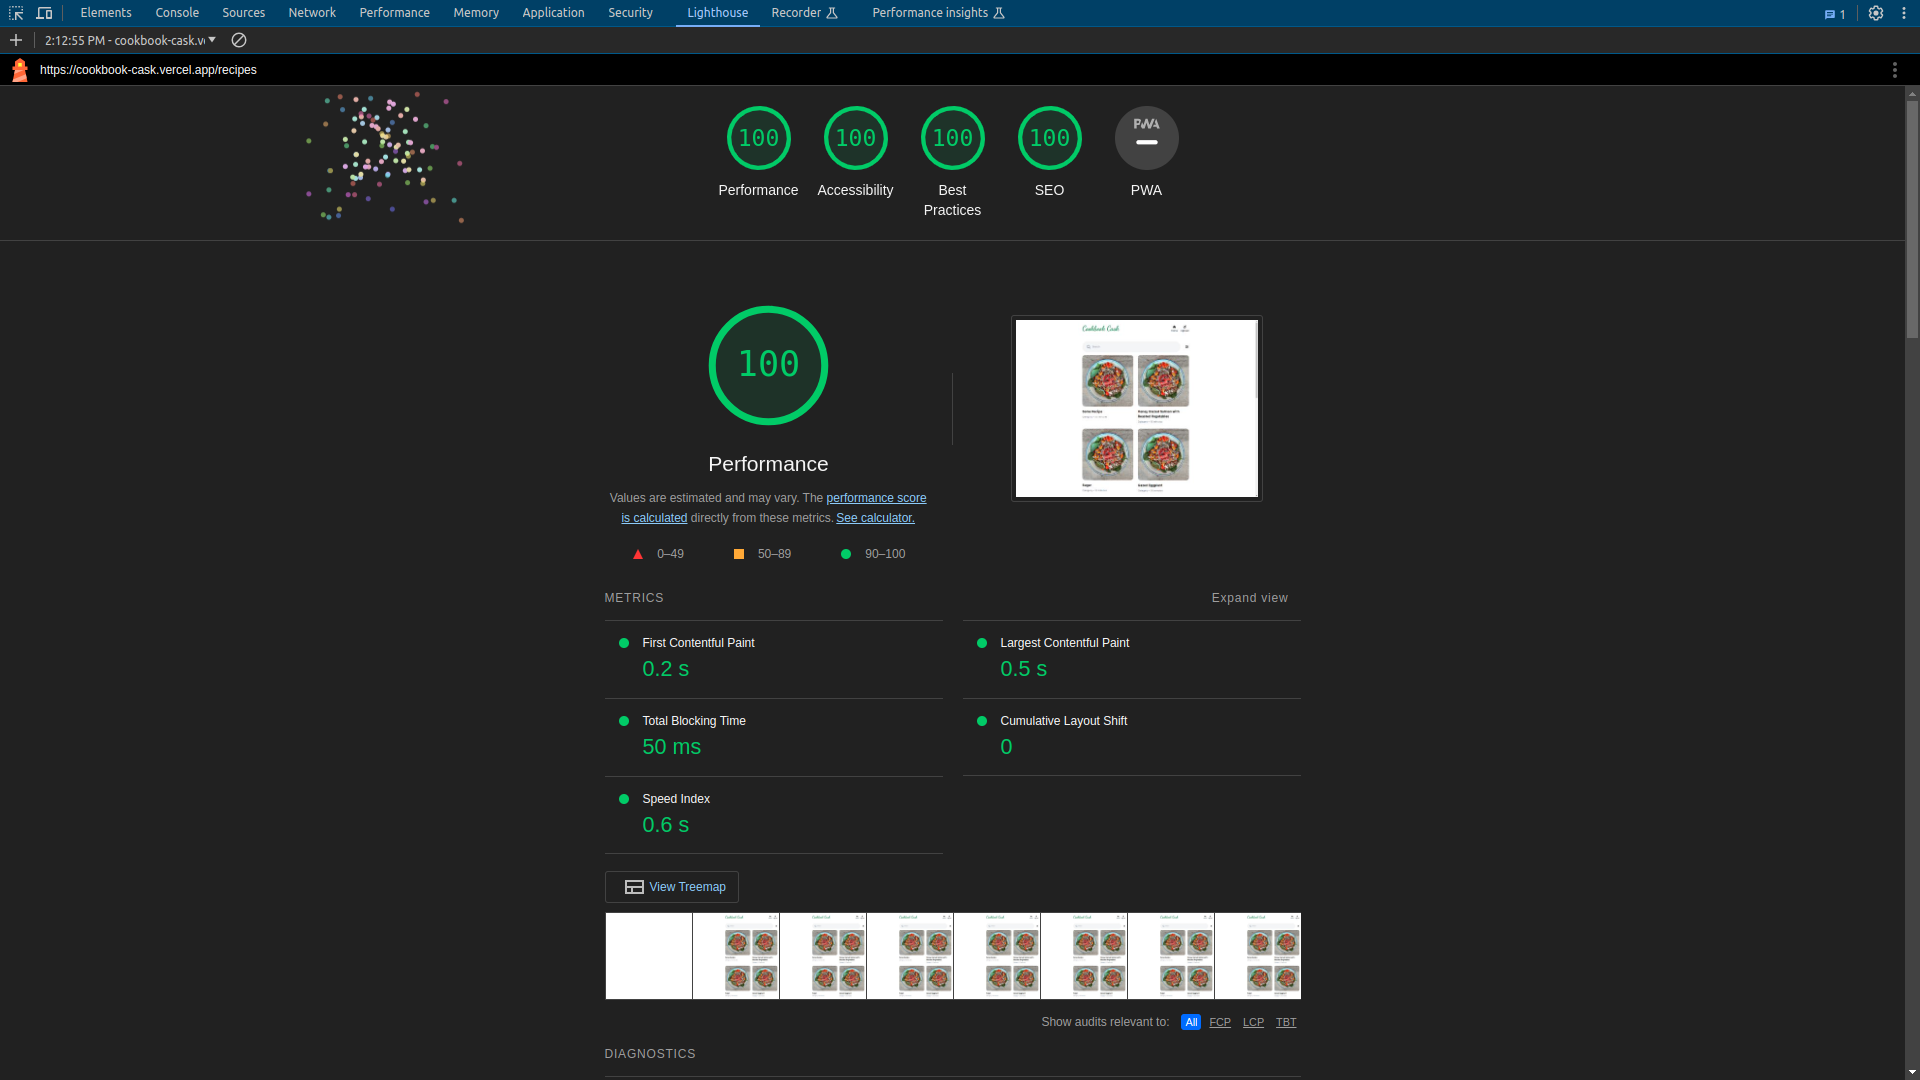 Elements Console Sources Network Performance Memory Application Security Lighthouse Recorder Performance insights 1
2:12:55 PM - cookbook-cask.v
https://cookbook-cask.vercel.app/recipes
100 100 100 100 PWA
Performance Accessibility Best Practices SEO PWA
100
Performance
Values are estimated and may vary. The performance score
is calculated directly from these metrics. See calculator.
0–49 50–89 90–100
Cookbook Cask
METRICS Expand view
First Contentful Paint
0.2 s
Largest Contentful Paint
0.5 s
Total Blocking Time
50 ms
Cumulative Layout Shift
0
Speed Index
0.6 s
View Treemap
Show audits relevant to: All FCP LCP TBT
DIAGNOSTICS